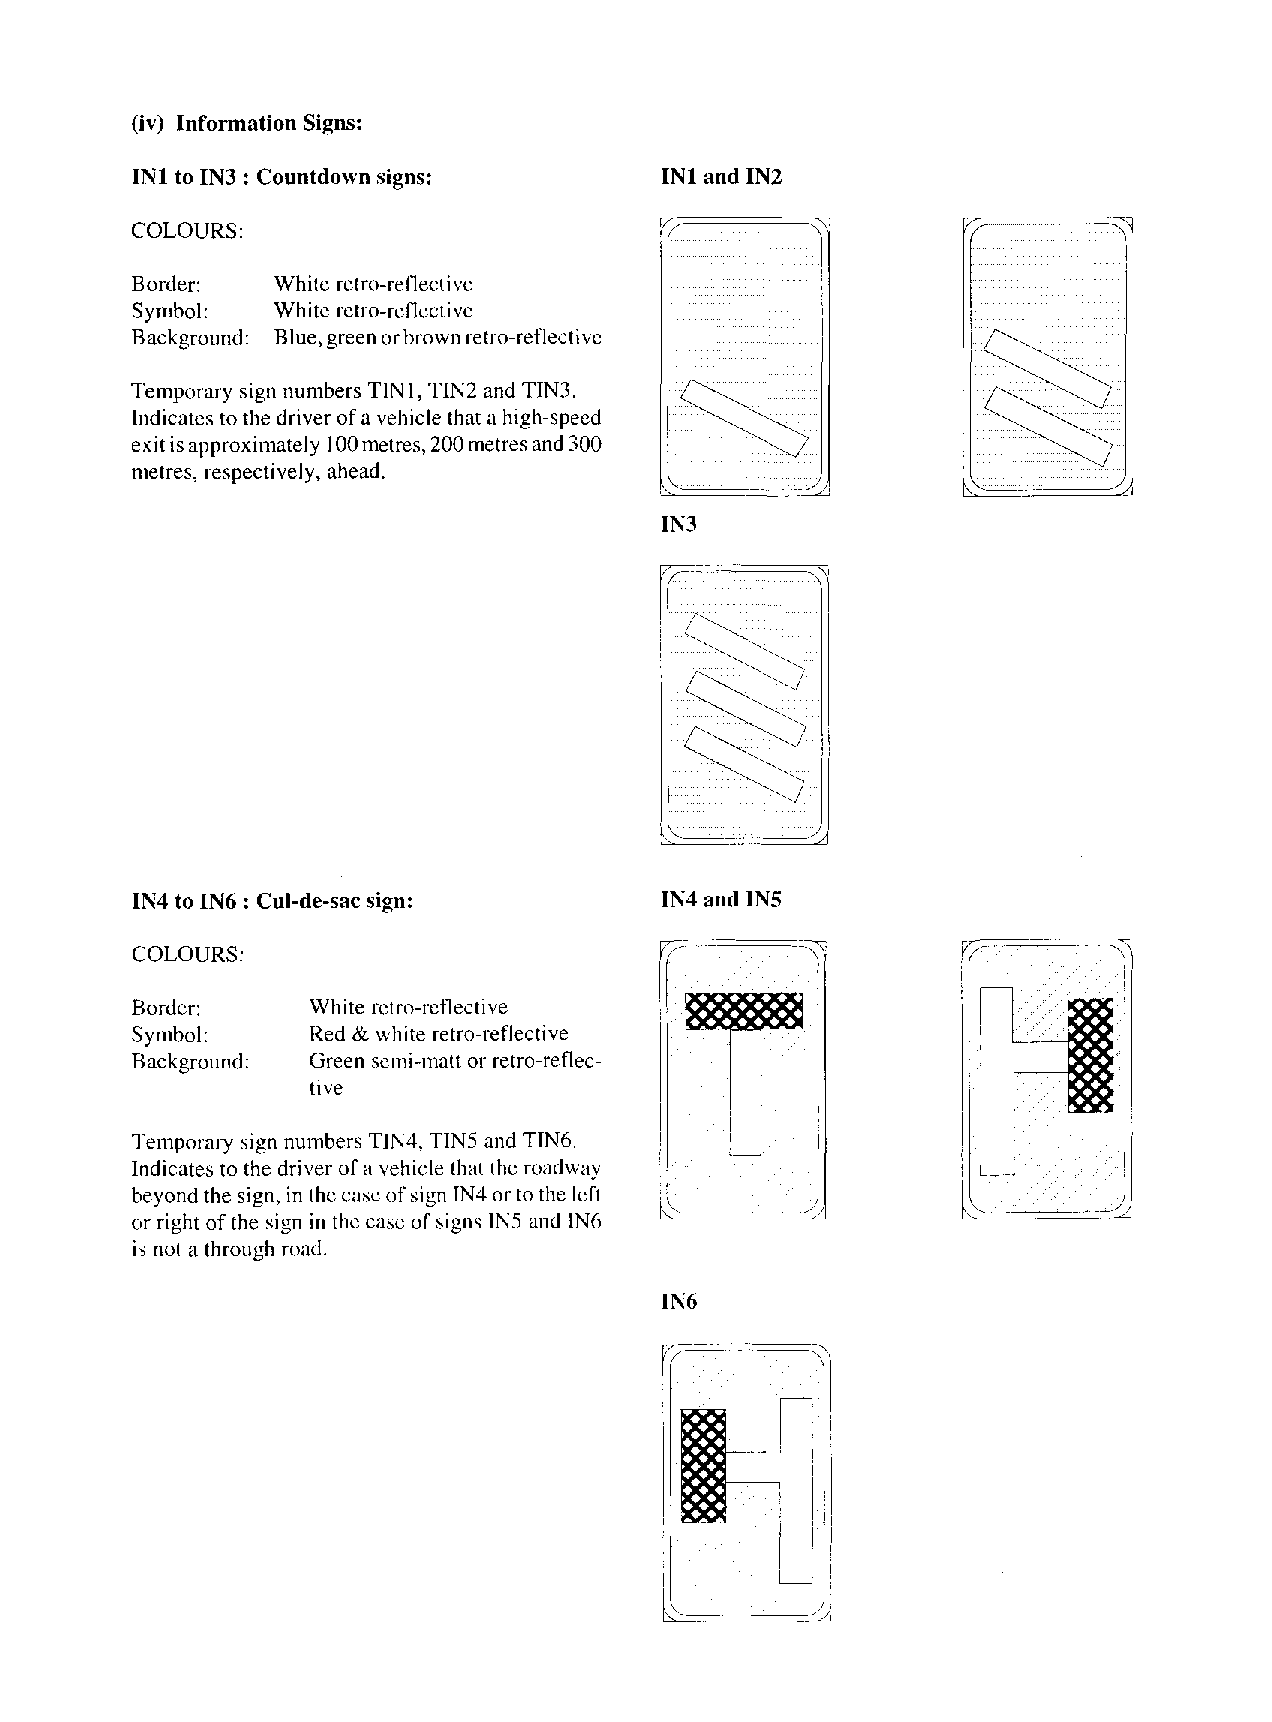 (iv) Information Signs:
IN1 to IN3 : Countdown signs:
COLOURS:
Border: White retro-reflective
Symbol: White retro-reflective
Background: Blue, green or brown retro-reflective
Temporary sign numbers TIN1, TIN2 and TIN3.
Indicates to the driver of a vehicle that a high-speed
exit is approximately 100 metres, 200 metres and 300
metres, respectively, ahead.
IN1 and IN2
IN3
IN4 to IN6 : Cul-de-sac sign:
COLOURS:
Border: White retro-reflective
Symbol: Red & white retro-reflective
Background: Green semi-matt or retro-reflec-
tive
Temporary sign numbers TIN4, TIN5 and TIN6.
Indicates to the driver of a vehicle that the roadway
beyond the sign, in the case of sign IN4 or to the left
or right of the sign in the case of signs IN5 and IN6
is not a through road.
IN4 and IN5
IN6